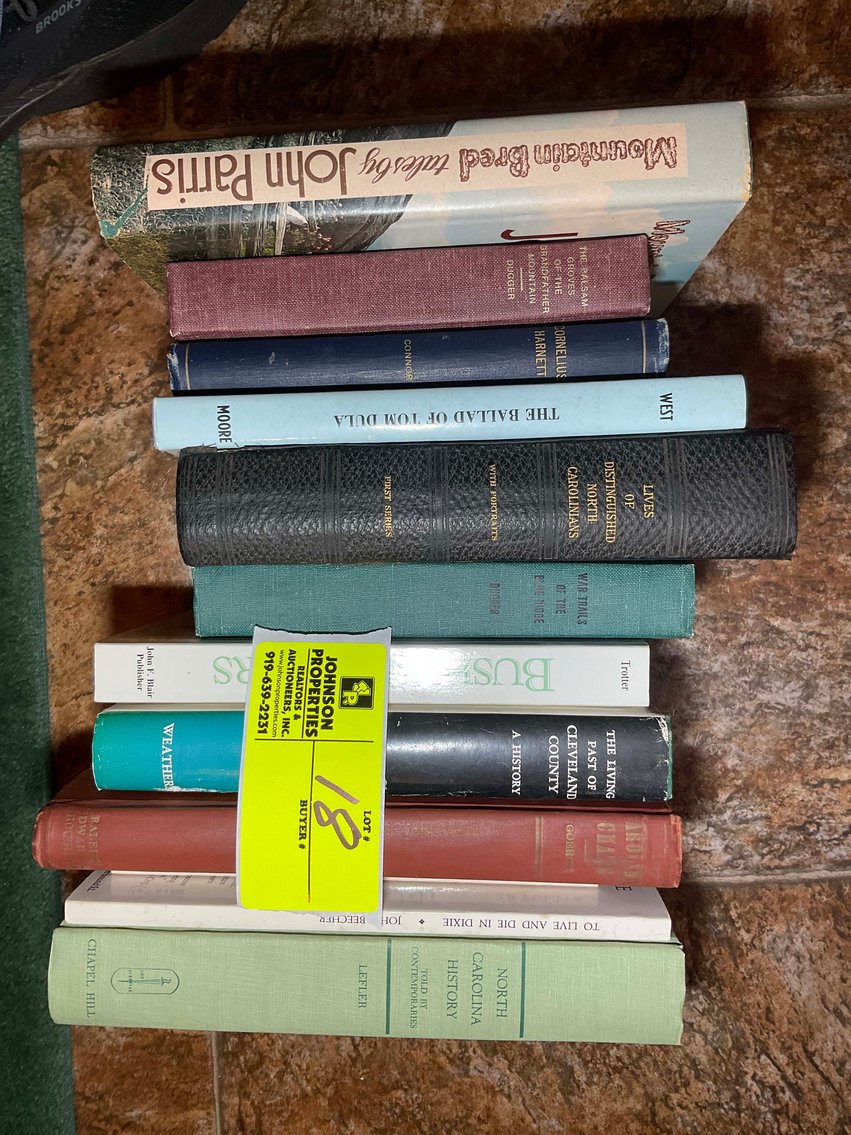 BROOKS
Mountain Bred tales by John Parris
THE BALSAM
GROVES
OF THE
GRANDFATHER
MOUNTAIN
DUGGER
CORNELIUS
HARNETT
CONNOR
WEST
THE BALLAD OF TOM DULA
MOORE
LIVES
OF
DISTINGUISHED
NORTH
CAROLINIANS
WITH PORTRAITS
FIRST SERIES
WAR TRAILS
OF THE
BLUE RIDGE
DUGGER
Trotter
John F. Blair
Publisher
THE LIVING
PAST OF
CLEVELAND
COUNTY
A HISTORY
WEATHER
JOHNSON
PROPERTIES
REALTORS &
AUCTIONEERS, INC.
www.johnsonproperties.com
919-639-2231
LOT #
18
BUYER #
TO LIVE AND DIE IN DIXIE
BEECHER
NORTH
CAROLINA
HISTORY
TOLD BY
CONTEMPORARIES
LEFLER
CHAPEL HILL